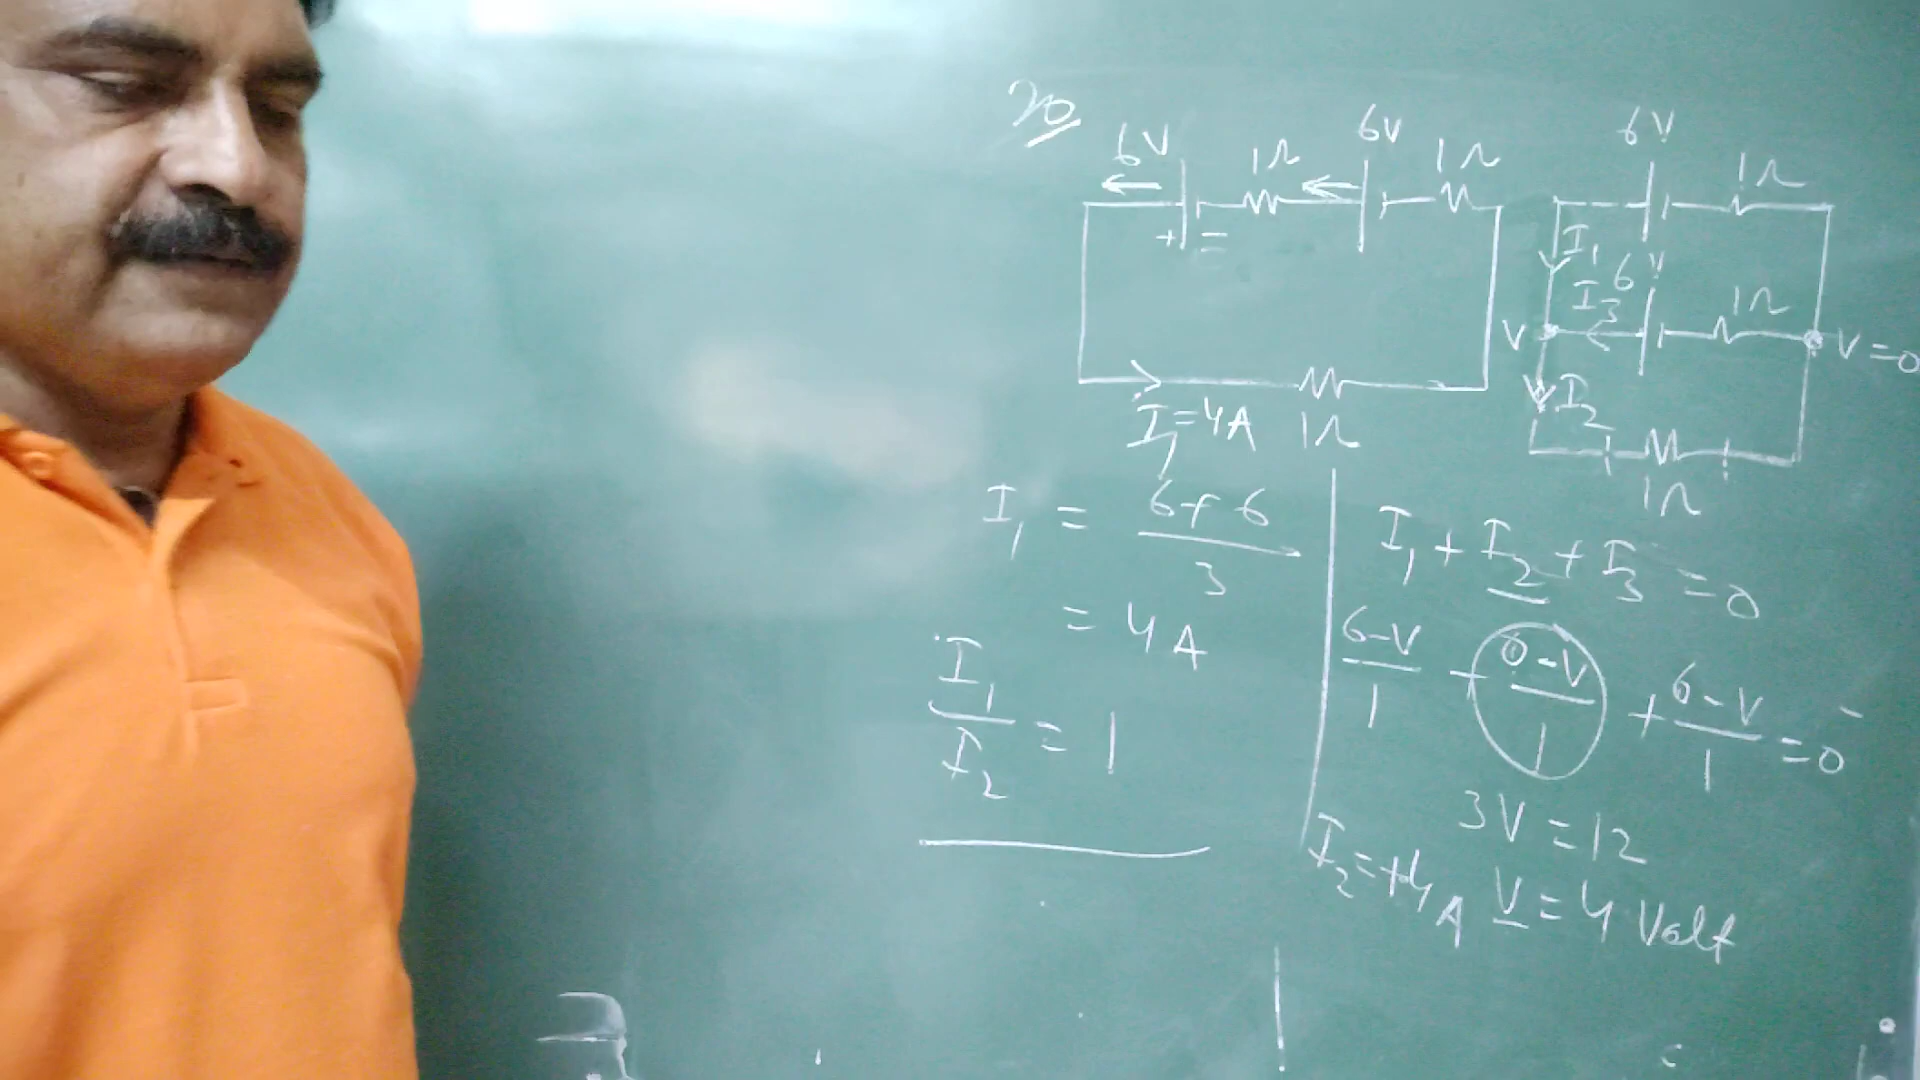 20
6V 1Ω 6V 1Ω
+ =
I₁=4A 1Ω
6V
1Ω
I₁
6V
I₃ 1Ω
V V=0
I₂
1Ω
I₁ = 6+6
3
= 4A
I₁
I₂ = 1
I₁ + I₂ + I₃ = 0
6-V + 0-V + 6-V = 0
1 1 1
3V = 12
I₂ = +4A V = 4 Volt